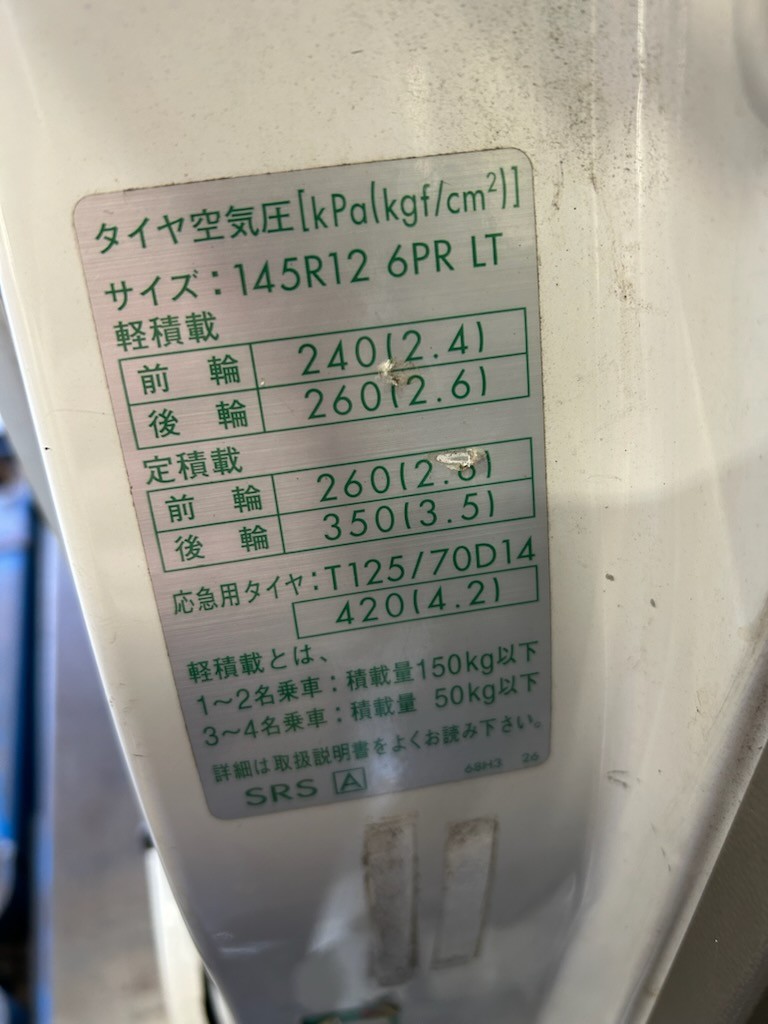 タイヤ空気圧[kPa(kgf/cm²)]
サイズ：145R12 6PR LT
軽積載
前 輪 240(2.4)
後 輪 260(2.6)
定積載
前 輪 260(2.6)
後 輪 350(3.5)
応急用タイヤ：T125/70D14
420(4.2)
軽積載とは、
1～2名乗車：積載量150kg以下
3～4名乗車：積載量 50kg以下
詳細は取扱説明書をよくお読み下さい。
SRS A 68H3 26